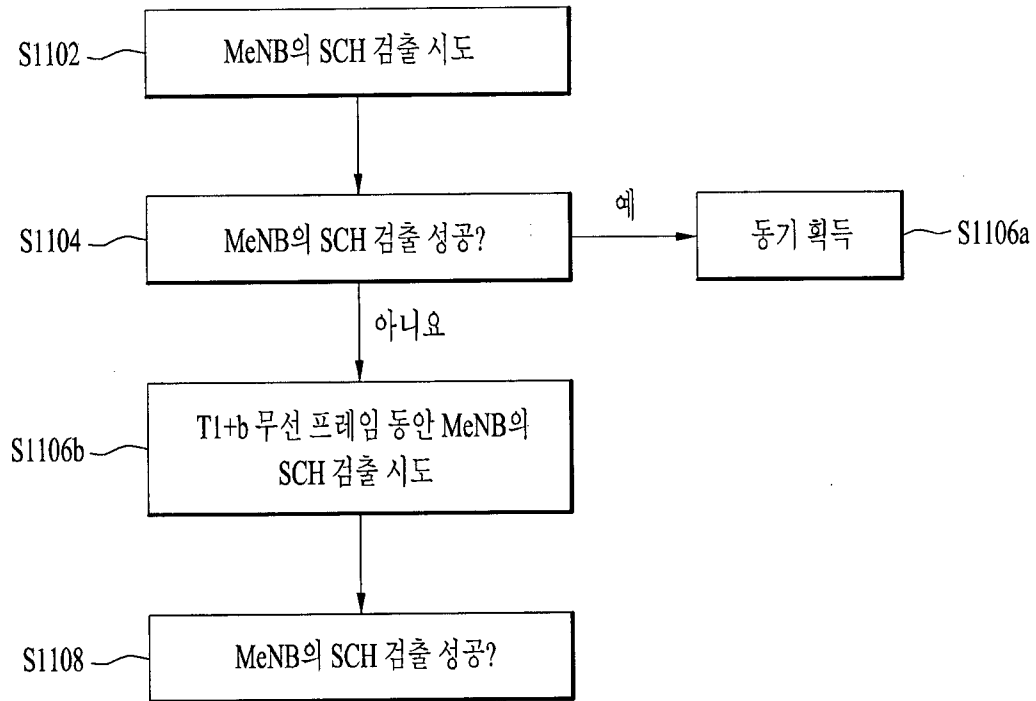 S1102
MeNB의 SCH 검출 시도
S1104
MeNB의 SCH 검출 성공?
예
동기 획득
S1106a
아니요
S1106b
T1+b 무선 프레임 동안 MeNB의
SCH 검출 시도
S1108
MeNB의 SCH 검출 성공?